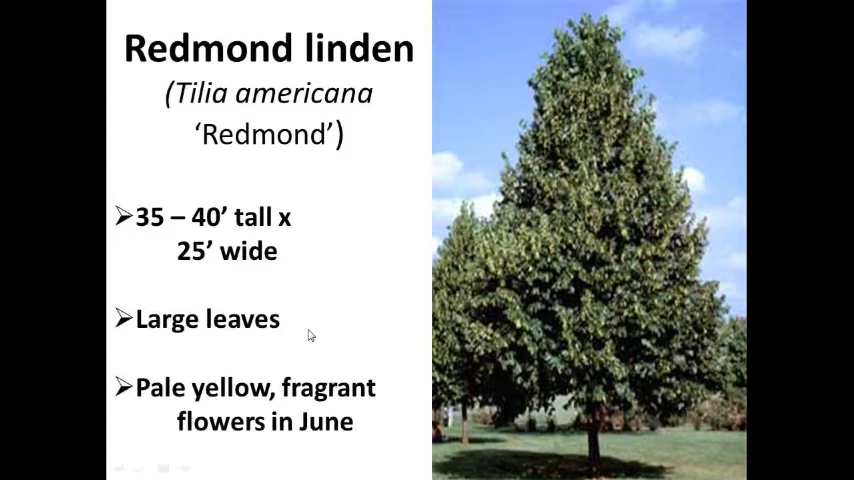 Redmond linden
(Tilia americana
‘Redmond’)
➢35 – 40’ tall x
25’ wide
➢Large leaves
➢Pale yellow, fragrant
flowers in June